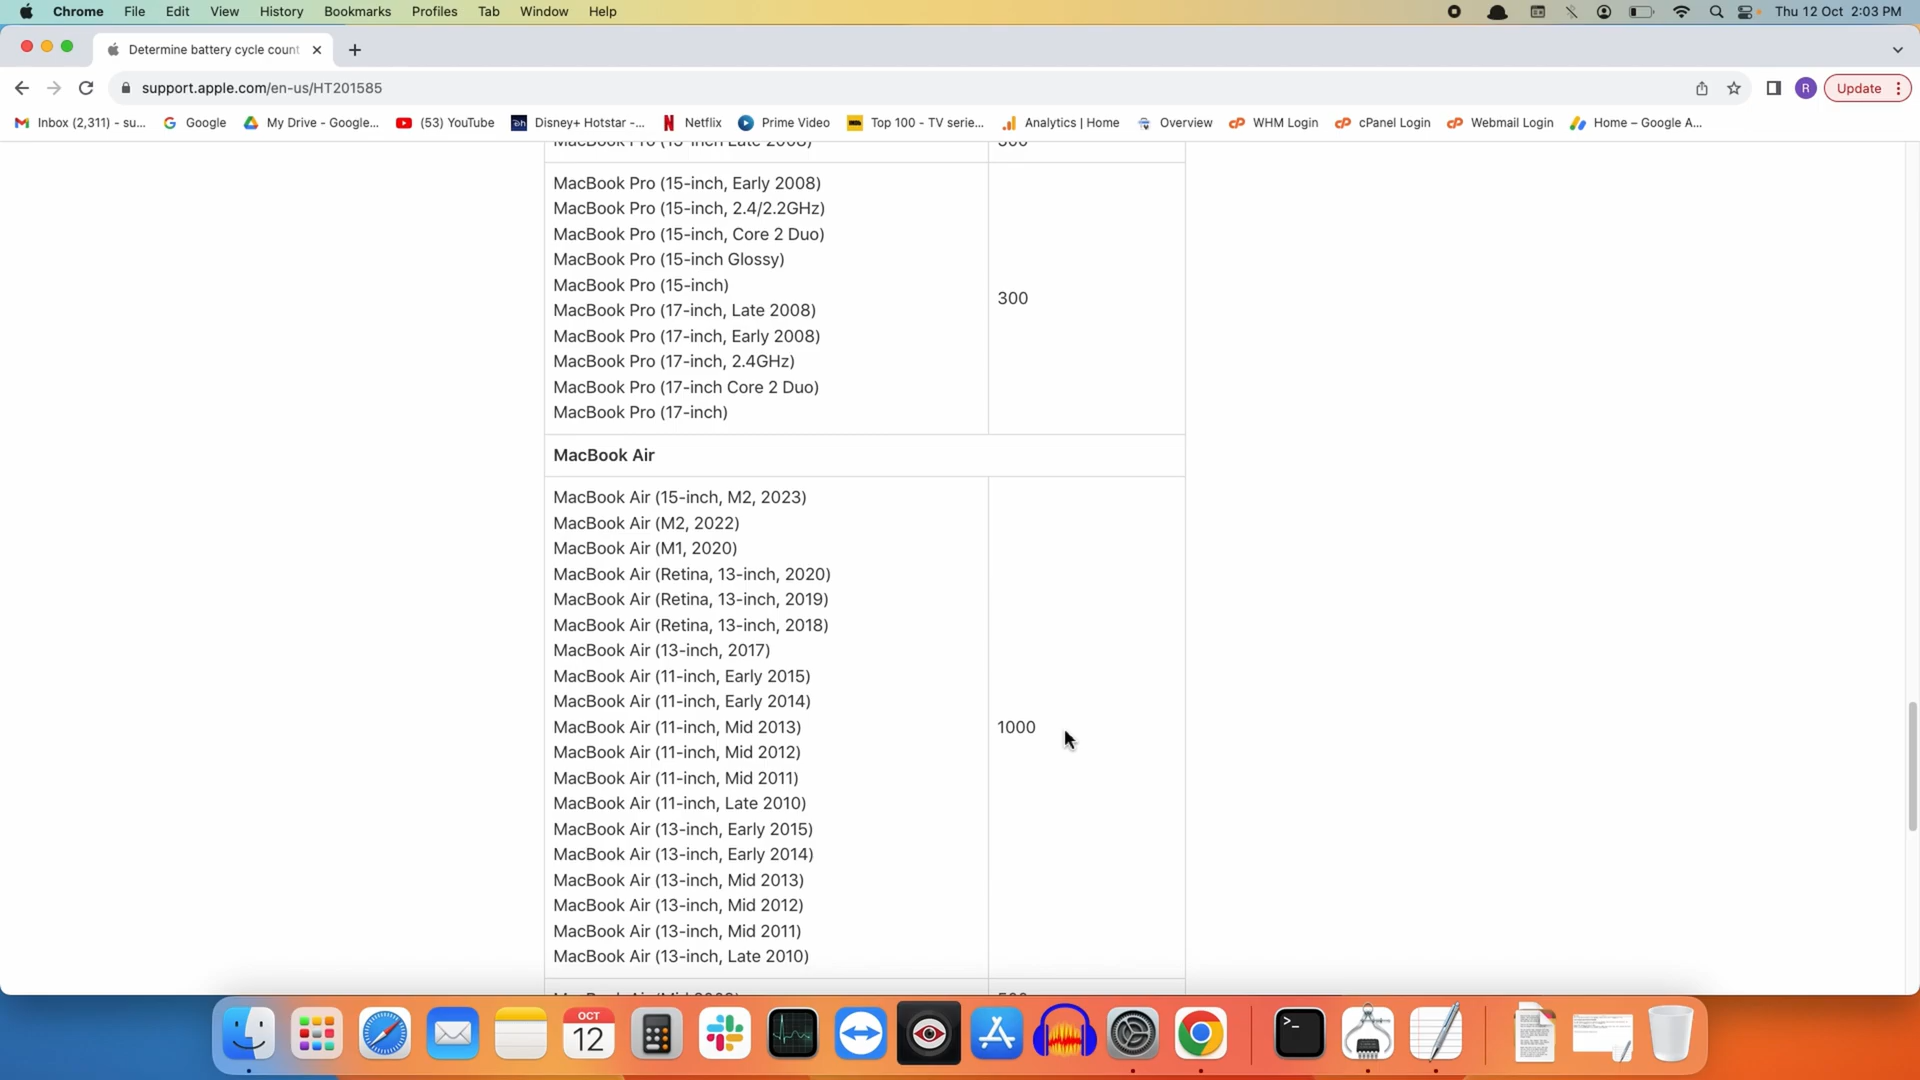 Chrome File Edit View History Bookmarks Profiles Tab Window Help Thu 12 Oct 2:03 PM
Determine battery cycle count
support.apple.com/en-us/HT201585 R Update
Inbox (2,311) - su... Google My Drive - Google... (53) YouTube Disney+ Hotstar -... Netflix Prime Video Top 100 - TV serie... Analytics | Home Overview WHM Login cPanel Login Webmail Login Home – Google A...
MacBook Pro (15-inch, Early 2008)
MacBook Pro (15-inch, 2.4/2.2GHz)
MacBook Pro (15-inch, Core 2 Duo)
MacBook Pro (15-inch Glossy)
MacBook Pro (15-inch)
300
MacBook Pro (17-inch, Late 2008)
MacBook Pro (17-inch, Early 2008)
MacBook Pro (17-inch, 2.4GHz)
MacBook Pro (17-inch Core 2 Duo)
MacBook Pro (17-inch)
MacBook Air
MacBook Air (15-inch, M2, 2023)
MacBook Air (M2, 2022)
MacBook Air (M1, 2020)
MacBook Air (Retina, 13-inch, 2020)
MacBook Air (Retina, 13-inch, 2019)
MacBook Air (Retina, 13-inch, 2018)
MacBook Air (13-inch, 2017)
MacBook Air (11-inch, Early 2015)
MacBook Air (11-inch, Early 2014)
MacBook Air (11-inch, Mid 2013)
1000
MacBook Air (11-inch, Mid 2012)
MacBook Air (11-inch, Mid 2011)
MacBook Air (11-inch, Late 2010)
MacBook Air (13-inch, Early 2015)
MacBook Air (13-inch, Early 2014)
MacBook Air (13-inch, Mid 2013)
MacBook Air (13-inch, Mid 2012)
MacBook Air (13-inch, Mid 2011)
MacBook Air (13-inch, Late 2010)
OCT
12